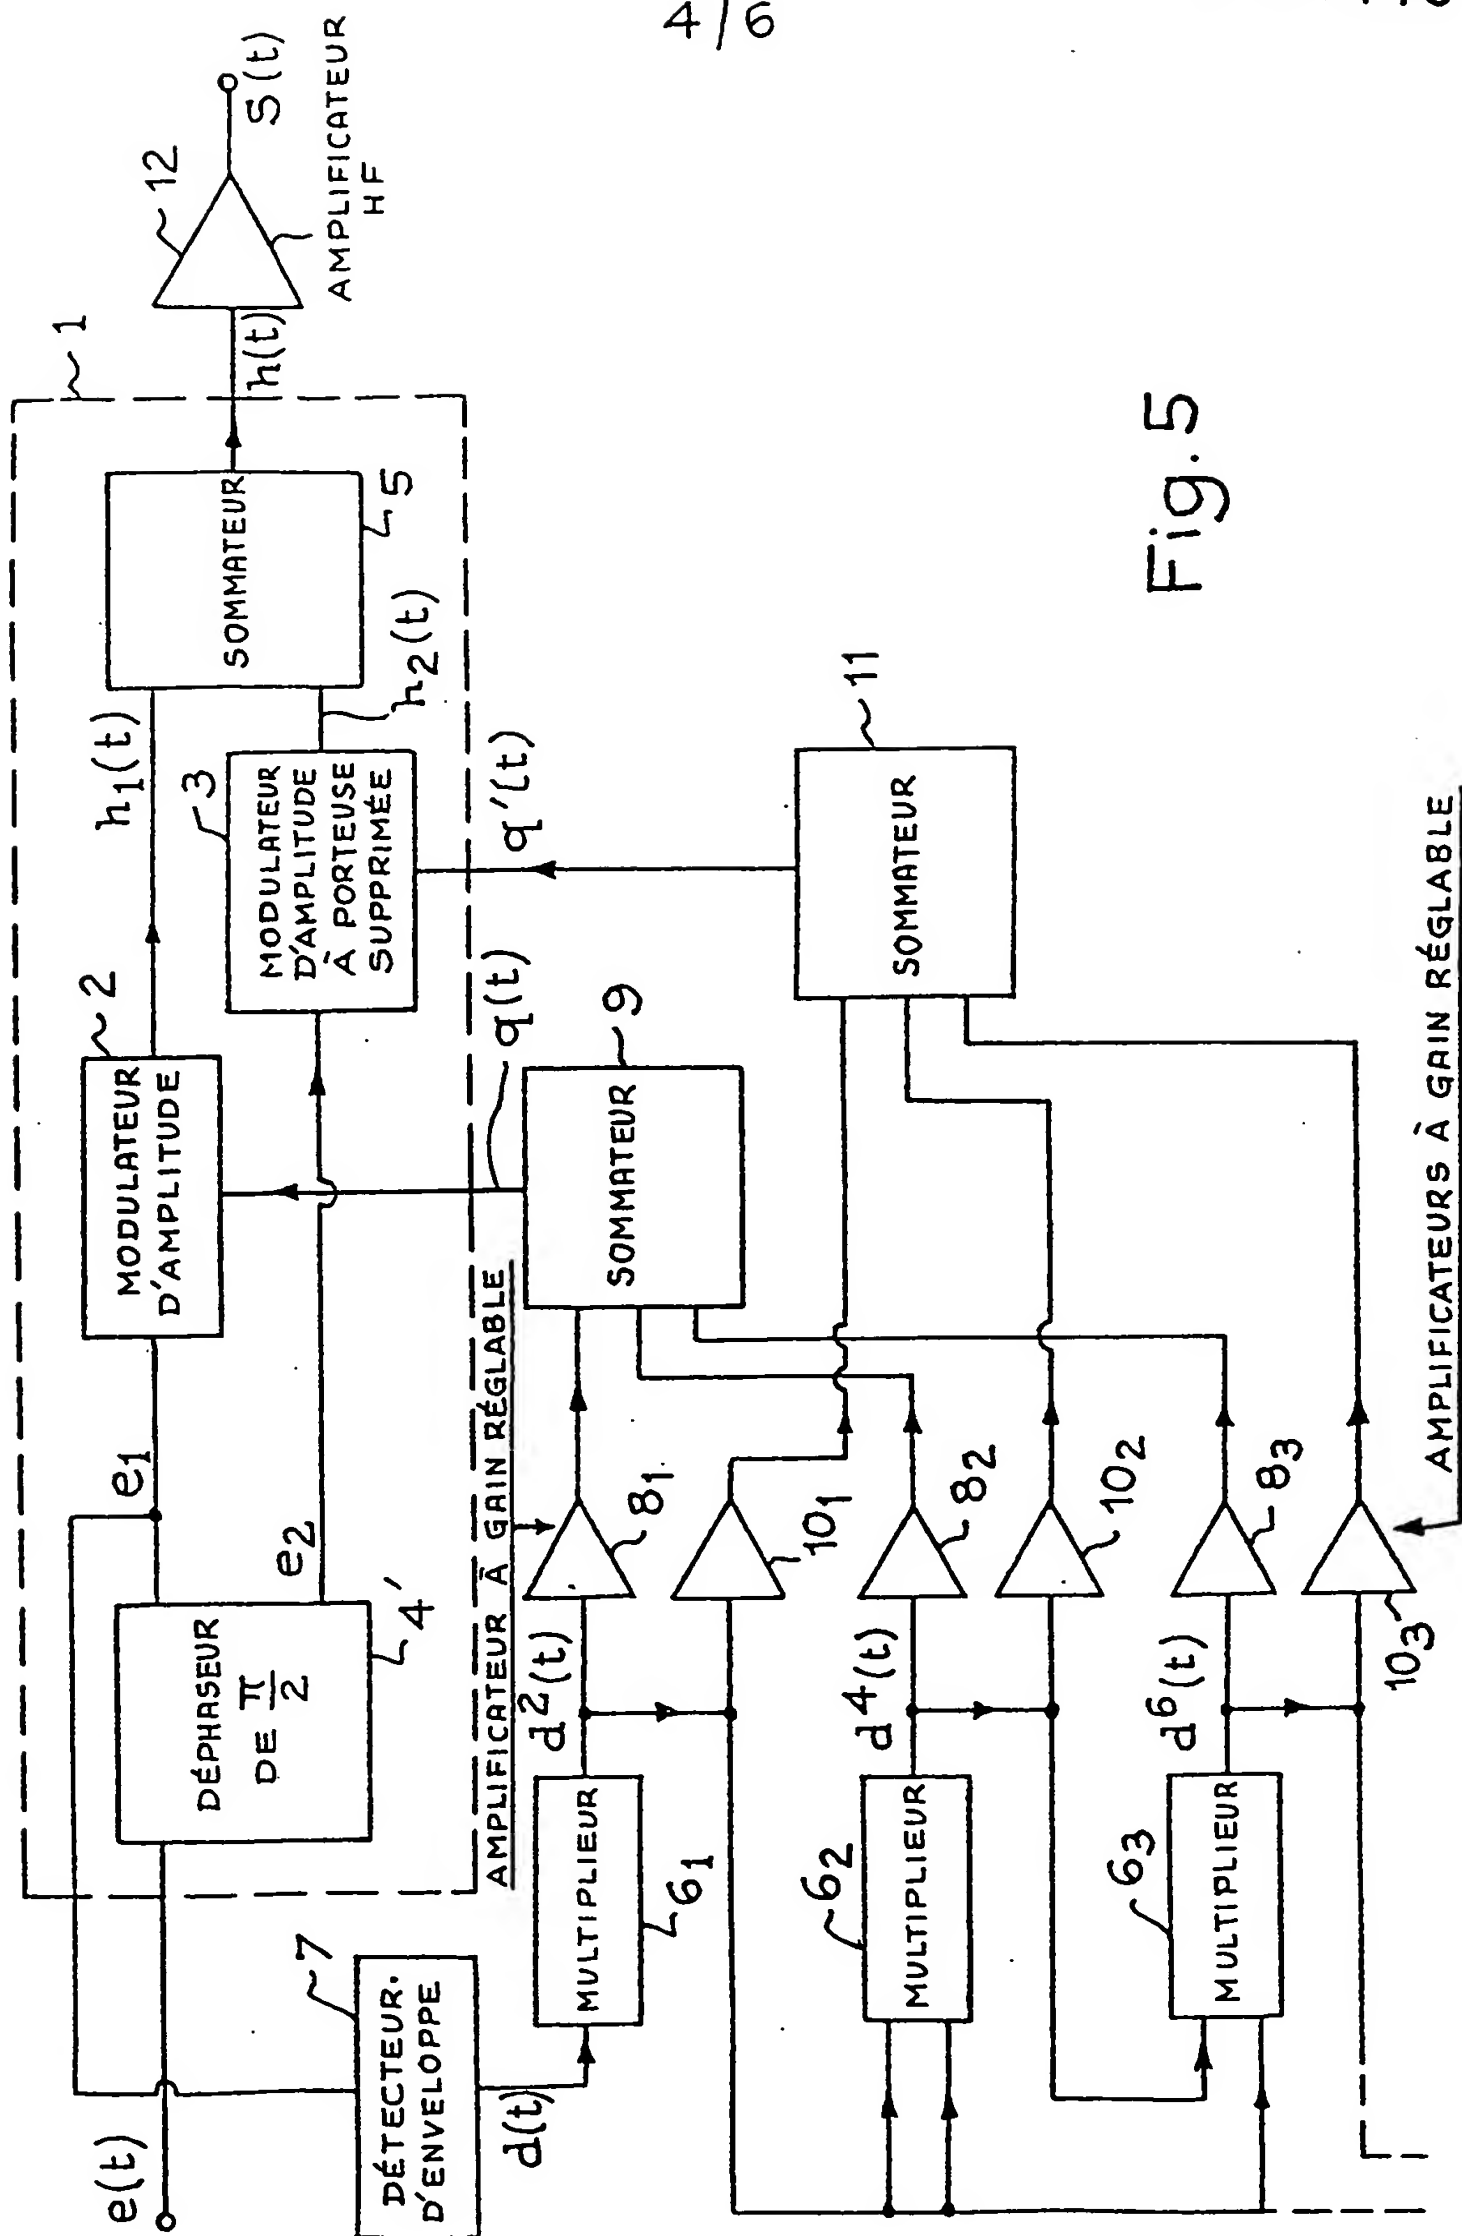 4/6
e(t)
DÉPHASEUR
DE π/2
4'
e1
e2
MODULATEUR
D'AMPLITUDE
2
h1(t)
MODULATEUR
D'AMPLITUDE
À PORTEUSE
SUPPRIMÉE
3
h2(t)
SOMMATEUR
5
1
h(t)
12
AMPLIFICATEUR
HF
S(t)
7
DÉTECTEUR.
D'ENVELOPPE
d(t)
AMPLIFICATEUR À GAIN RÉGLABLE
MULTIPLIEUR
61
d2(t)
81
101
SOMMATEUR
9
q(t)
q'(t)
MULTIPLIEUR
62
d4(t)
82
102
SOMMATEUR
11
MULTIPLIEUR
63
d6(t)
83
103
AMPLIFICATEURS À GAIN RÉGLABLE
Fig.5